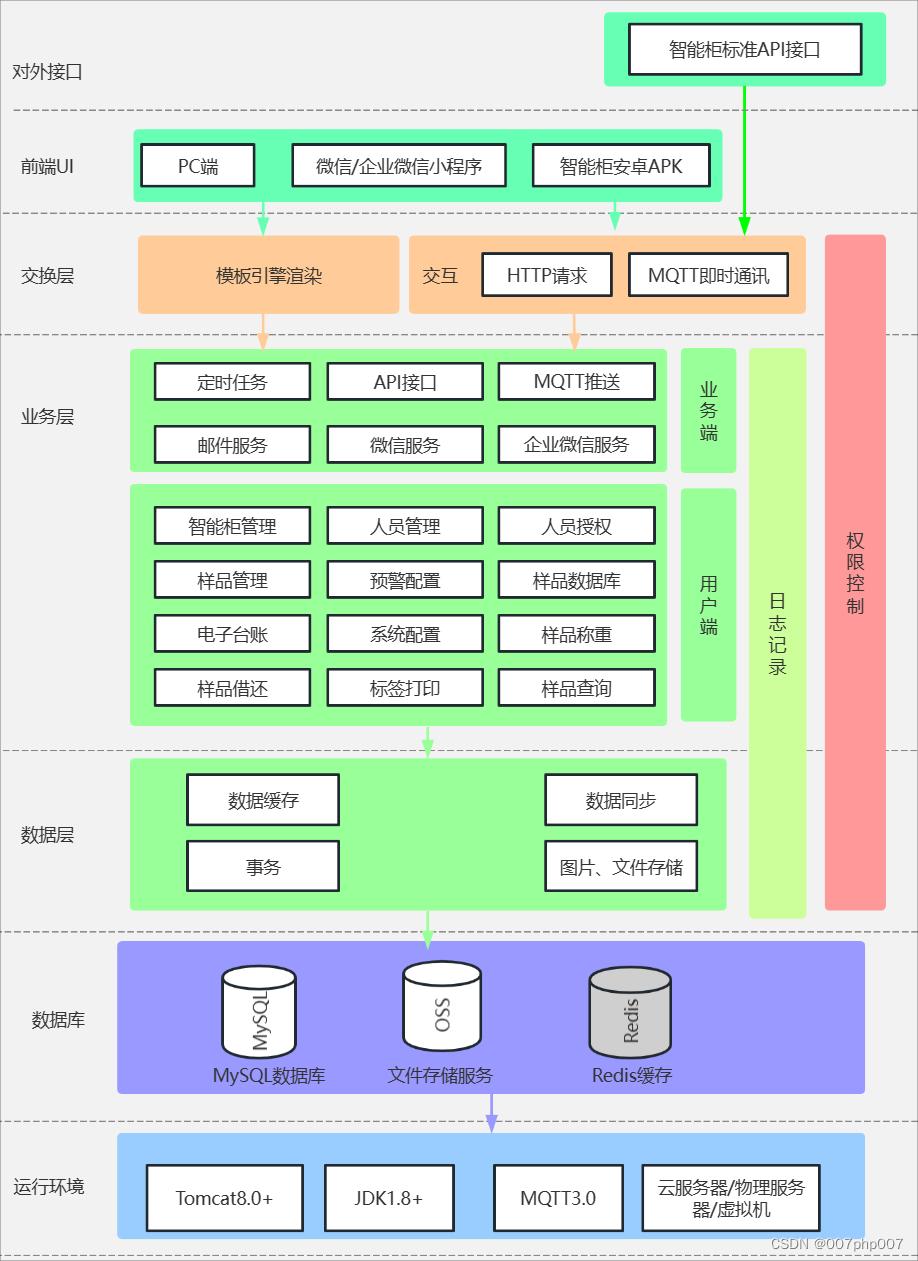 智能柜标准API接口
对外接口
前端UI
PC端
微信/企业微信小程序
智能柜安卓APK
交换层
模板引擎渲染
交互
HTTP请求
MQTT即时通讯
业务层
定时任务
API接口
MQTT推送
邮件服务
微信服务
企业微信服务
业务端
智能柜管理
人员管理
人员授权
样品管理
预警配置
样品数据库
电子台账
系统配置
样品称重
样品借还
标签打印
样品查询
用户端
日志记录
权限控制
数据层
数据缓存
数据同步
事务
图片、文件存储
数据库
MySQL
OSS
Redis
MySQL数据库
文件存储服务
Redis缓存
运行环境
Tomcat8.0+
JDK1.8+
MQTT3.0
云服务器/物理服务
器/虚拟机
CSDN @007php007